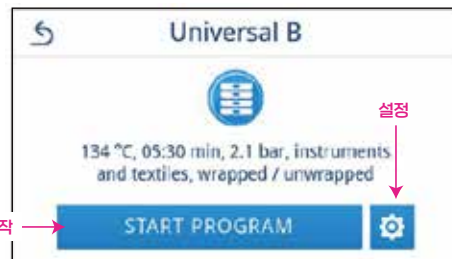 Universal B
설정
134 °C, 05:30 min, 2.1 bar, instruments
and textiles, wrapped / unwrapped
작
START PROGRAM